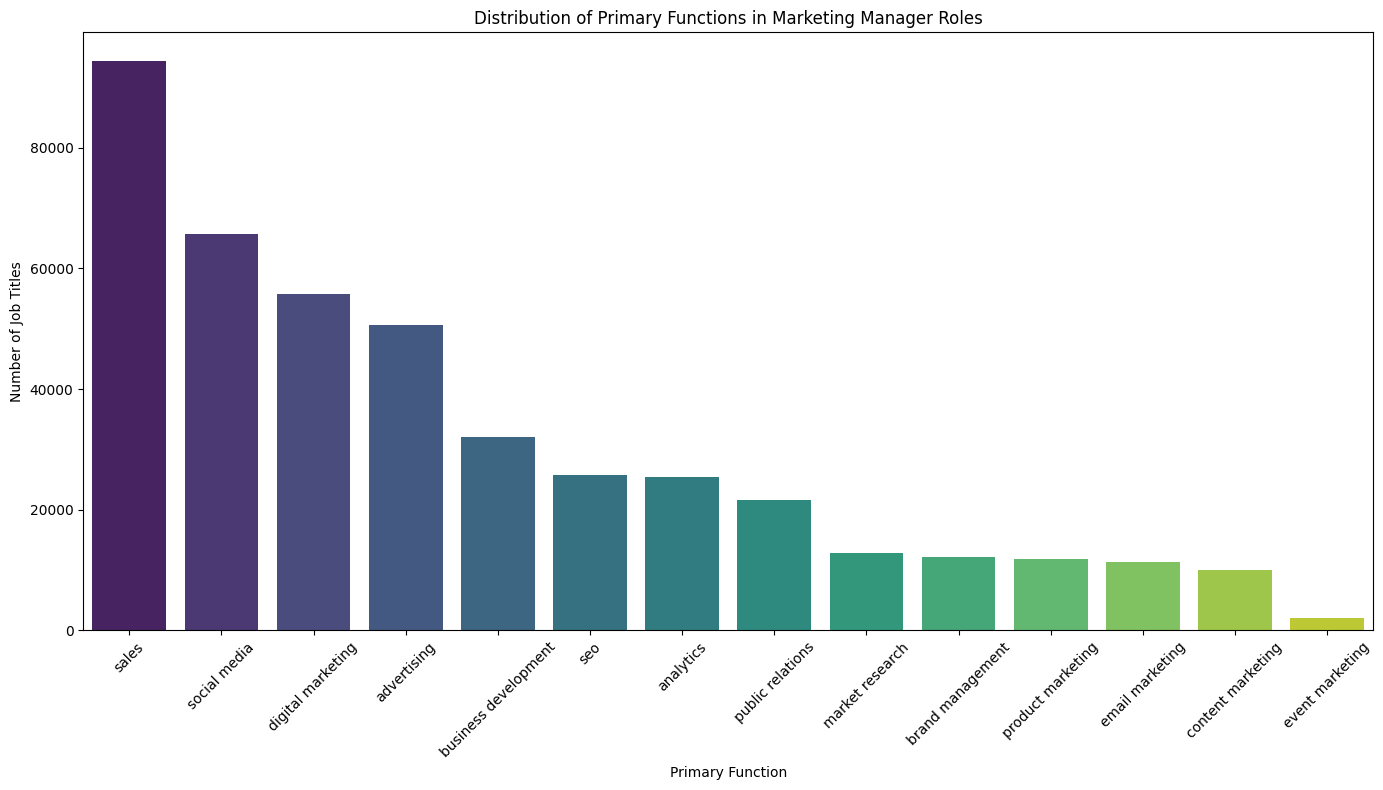 Distribution of Primary Functions in Marketing Manager Roles
Number of Job Titles
80000
60000
40000
20000
0
sales
social media
digital marketing
advertising
business development
seo
analytics
public relations
market research
brand management
product marketing
email marketing
content marketing
event marketing
Primary Function